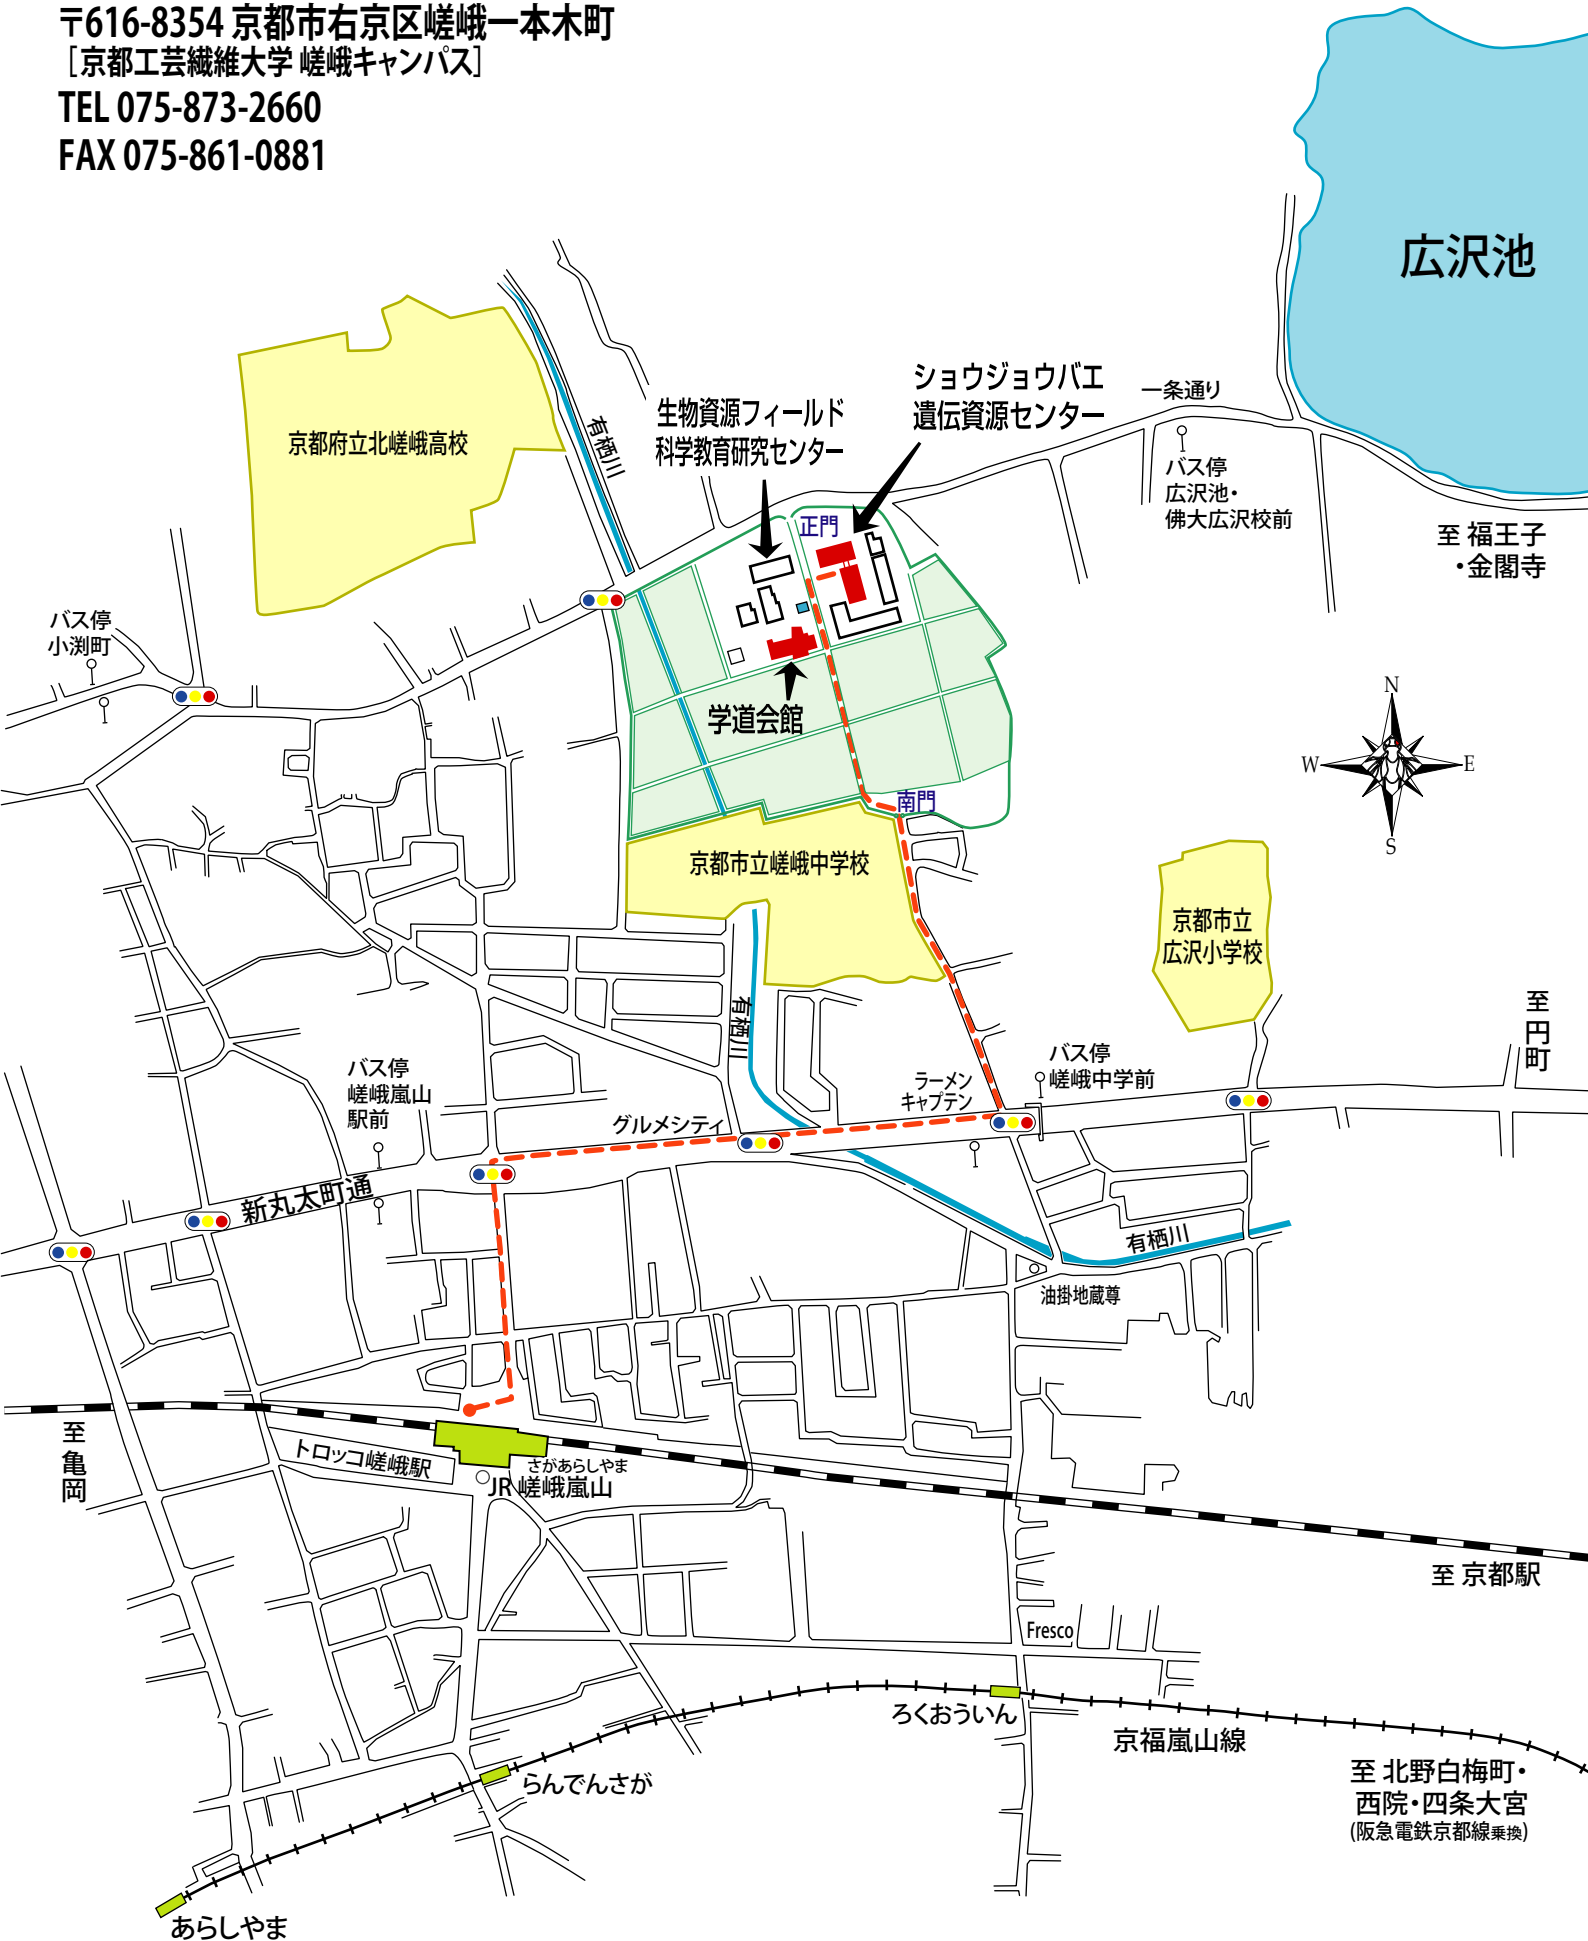 〒616-8354 京都市右京区嵯峨一本木町
［京都工芸繊維大学 嵯峨キャンパス］
TEL 075-873-2660
FAX 075-861-0881
広沢池
ショウジョウバエ
遺伝資源センター
一条通り
生物資源フィールド
科学教育研究センター
有栖川
京都府立北嵯峨高校
バス停
広沢池・
佛大広沢校前
正門
至 福王子
・金閣寺
バス停
小渕町
学道会館
N
W
E
S
南門
京都市立嵯峨中学校
京都市立
広沢小学校
有栖川
至円町
バス停
嵯峨嵐山
駅前
バス停
嵯峨中学前
ラーメン
キャプテン
グルメシティ
新丸太町通
有栖川
油掛地蔵尊
至亀岡
トロッコ嵯峨駅
さがあらしやま
JR 嵯峨嵐山
至 京都駅
Fresco
ろくおういん
京福嵐山線
らんでんさが
至 北野白梅町・
西院・四条大宮
(阪急電鉄京都線乗換)
あらしやま